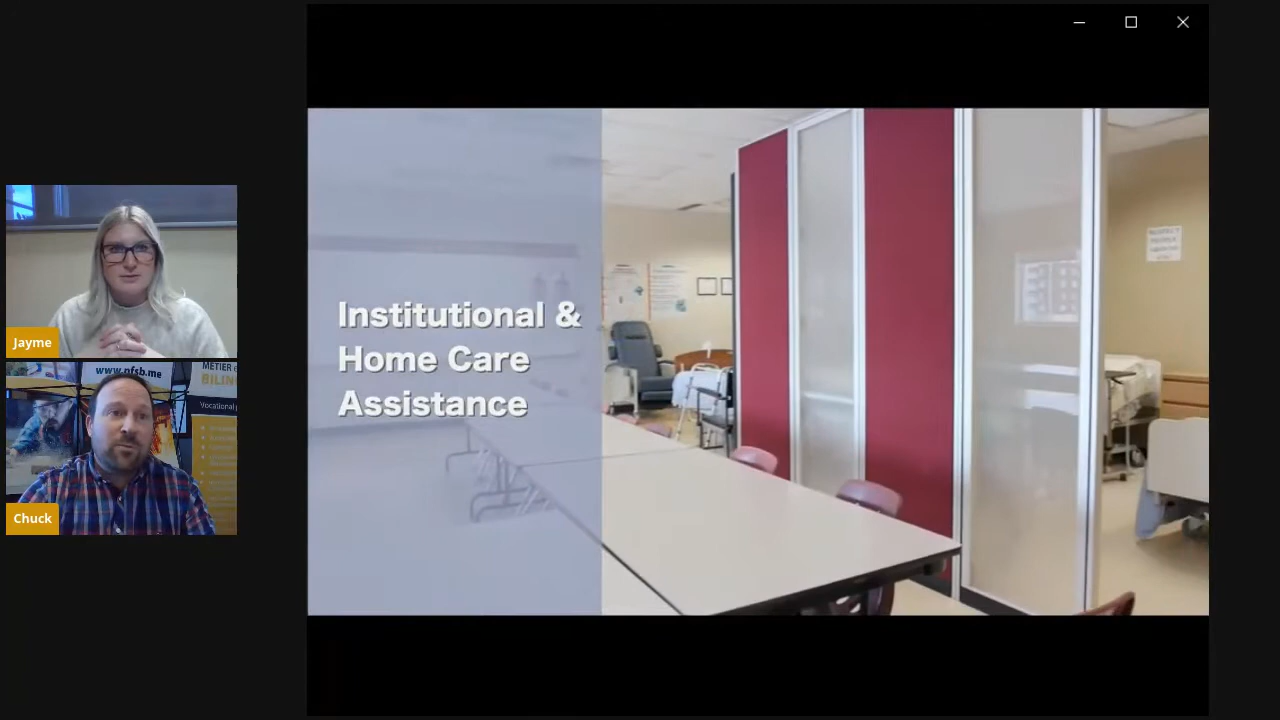 Institutional &
Home Care
Assistance
Jayme
www.nfsb.me
MÉTIER
BILIN
Vocational
Chuck